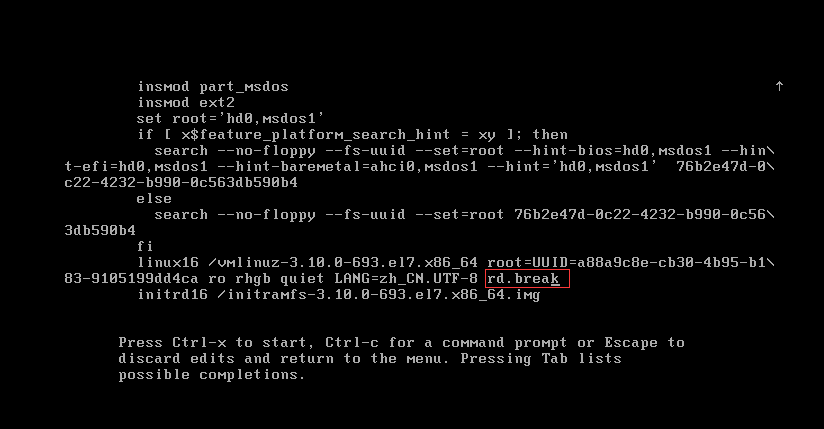 insmod part_msdos
insmod ext2
set root='hd0,msdos1'
if [ x$feature_platform_search_hint = xy ]; then
search --no-floppy --fs-uuid --set=root --hint-bios=hd0,msdos1 --hin\
t-efi=hd0,msdos1 --hint-baremetal=ahci0,msdos1 --hint='hd0,msdos1'  76b2e47d-0\
c22-4232-b990-0c563db590b4
else
search --no-floppy --fs-uuid --set=root 76b2e47d-0c22-4232-b990-0c56\
3db590b4
fi
linux16 /vmlinuz-3.10.0-693.el7.x86_64 root=UUID=a88a9c8e-cb30-4b95-b1\
83-9105199dd4ca ro rhgb quiet LANG=zh_CN.UTF-8 rd.break
initrd16 /initramfs-3.10.0-693.el7.x86_64.img
Press Ctrl-x to start, Ctrl-c for a command prompt or Escape to
discard edits and return to the menu. Pressing Tab lists
possible completions.